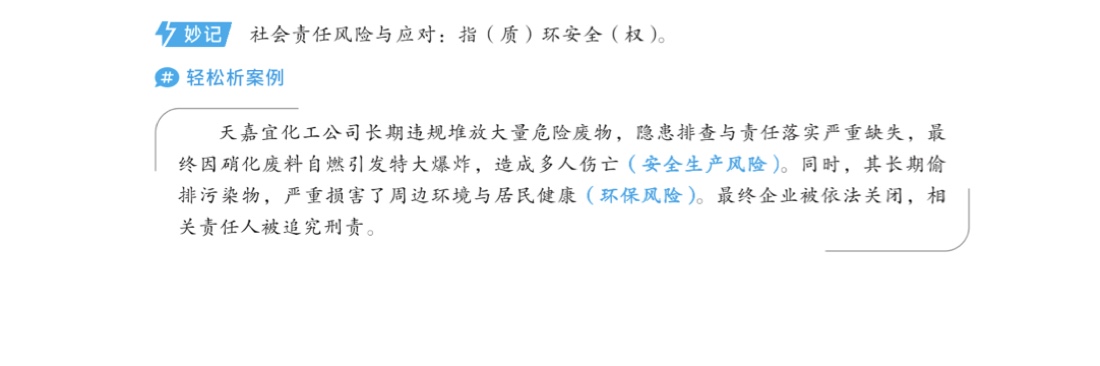 妙记 社会责任风险与应对：指（质）环安全（权）。
# 轻松析案例
天嘉宜化工公司长期违规堆放大量危险废物，隐患排查与责任落实严重缺失，最
终因硝化废料自燃引发特大爆炸，造成多人伤亡（安全生产风险）。同时，其长期偷
排污染物，严重损害了周边环境与居民健康（环保风险）。最终企业被依法关闭，相
关责任人被追究刑责。